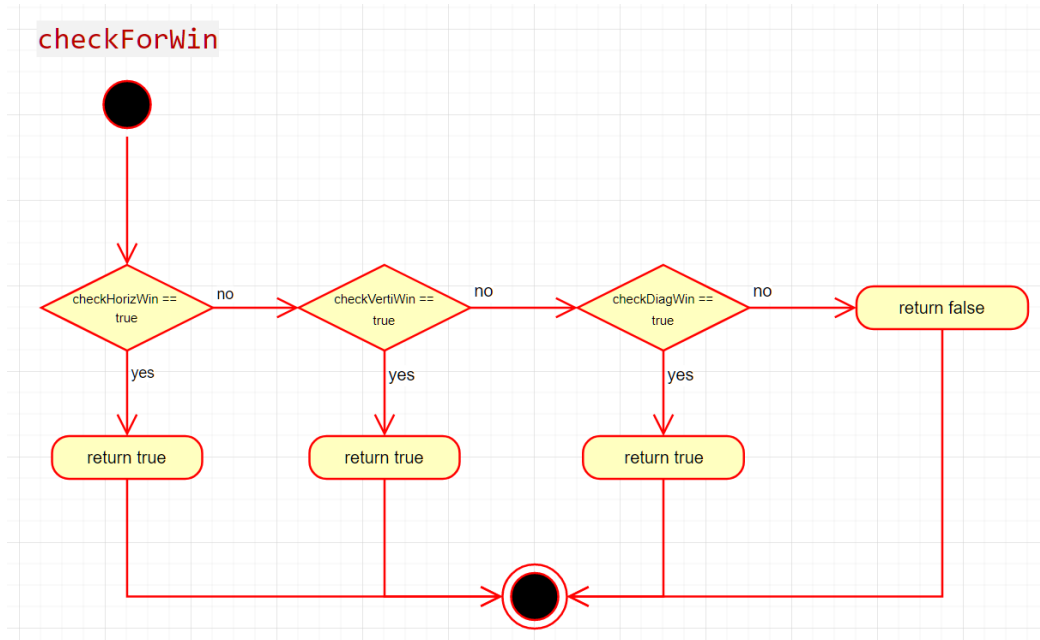 checkForWin
checkHorizWin ==
true
no
checkVertiWin ==
true
no
checkDiagWin ==
true
no
return false
yes
yes
yes
return true
return true
return true